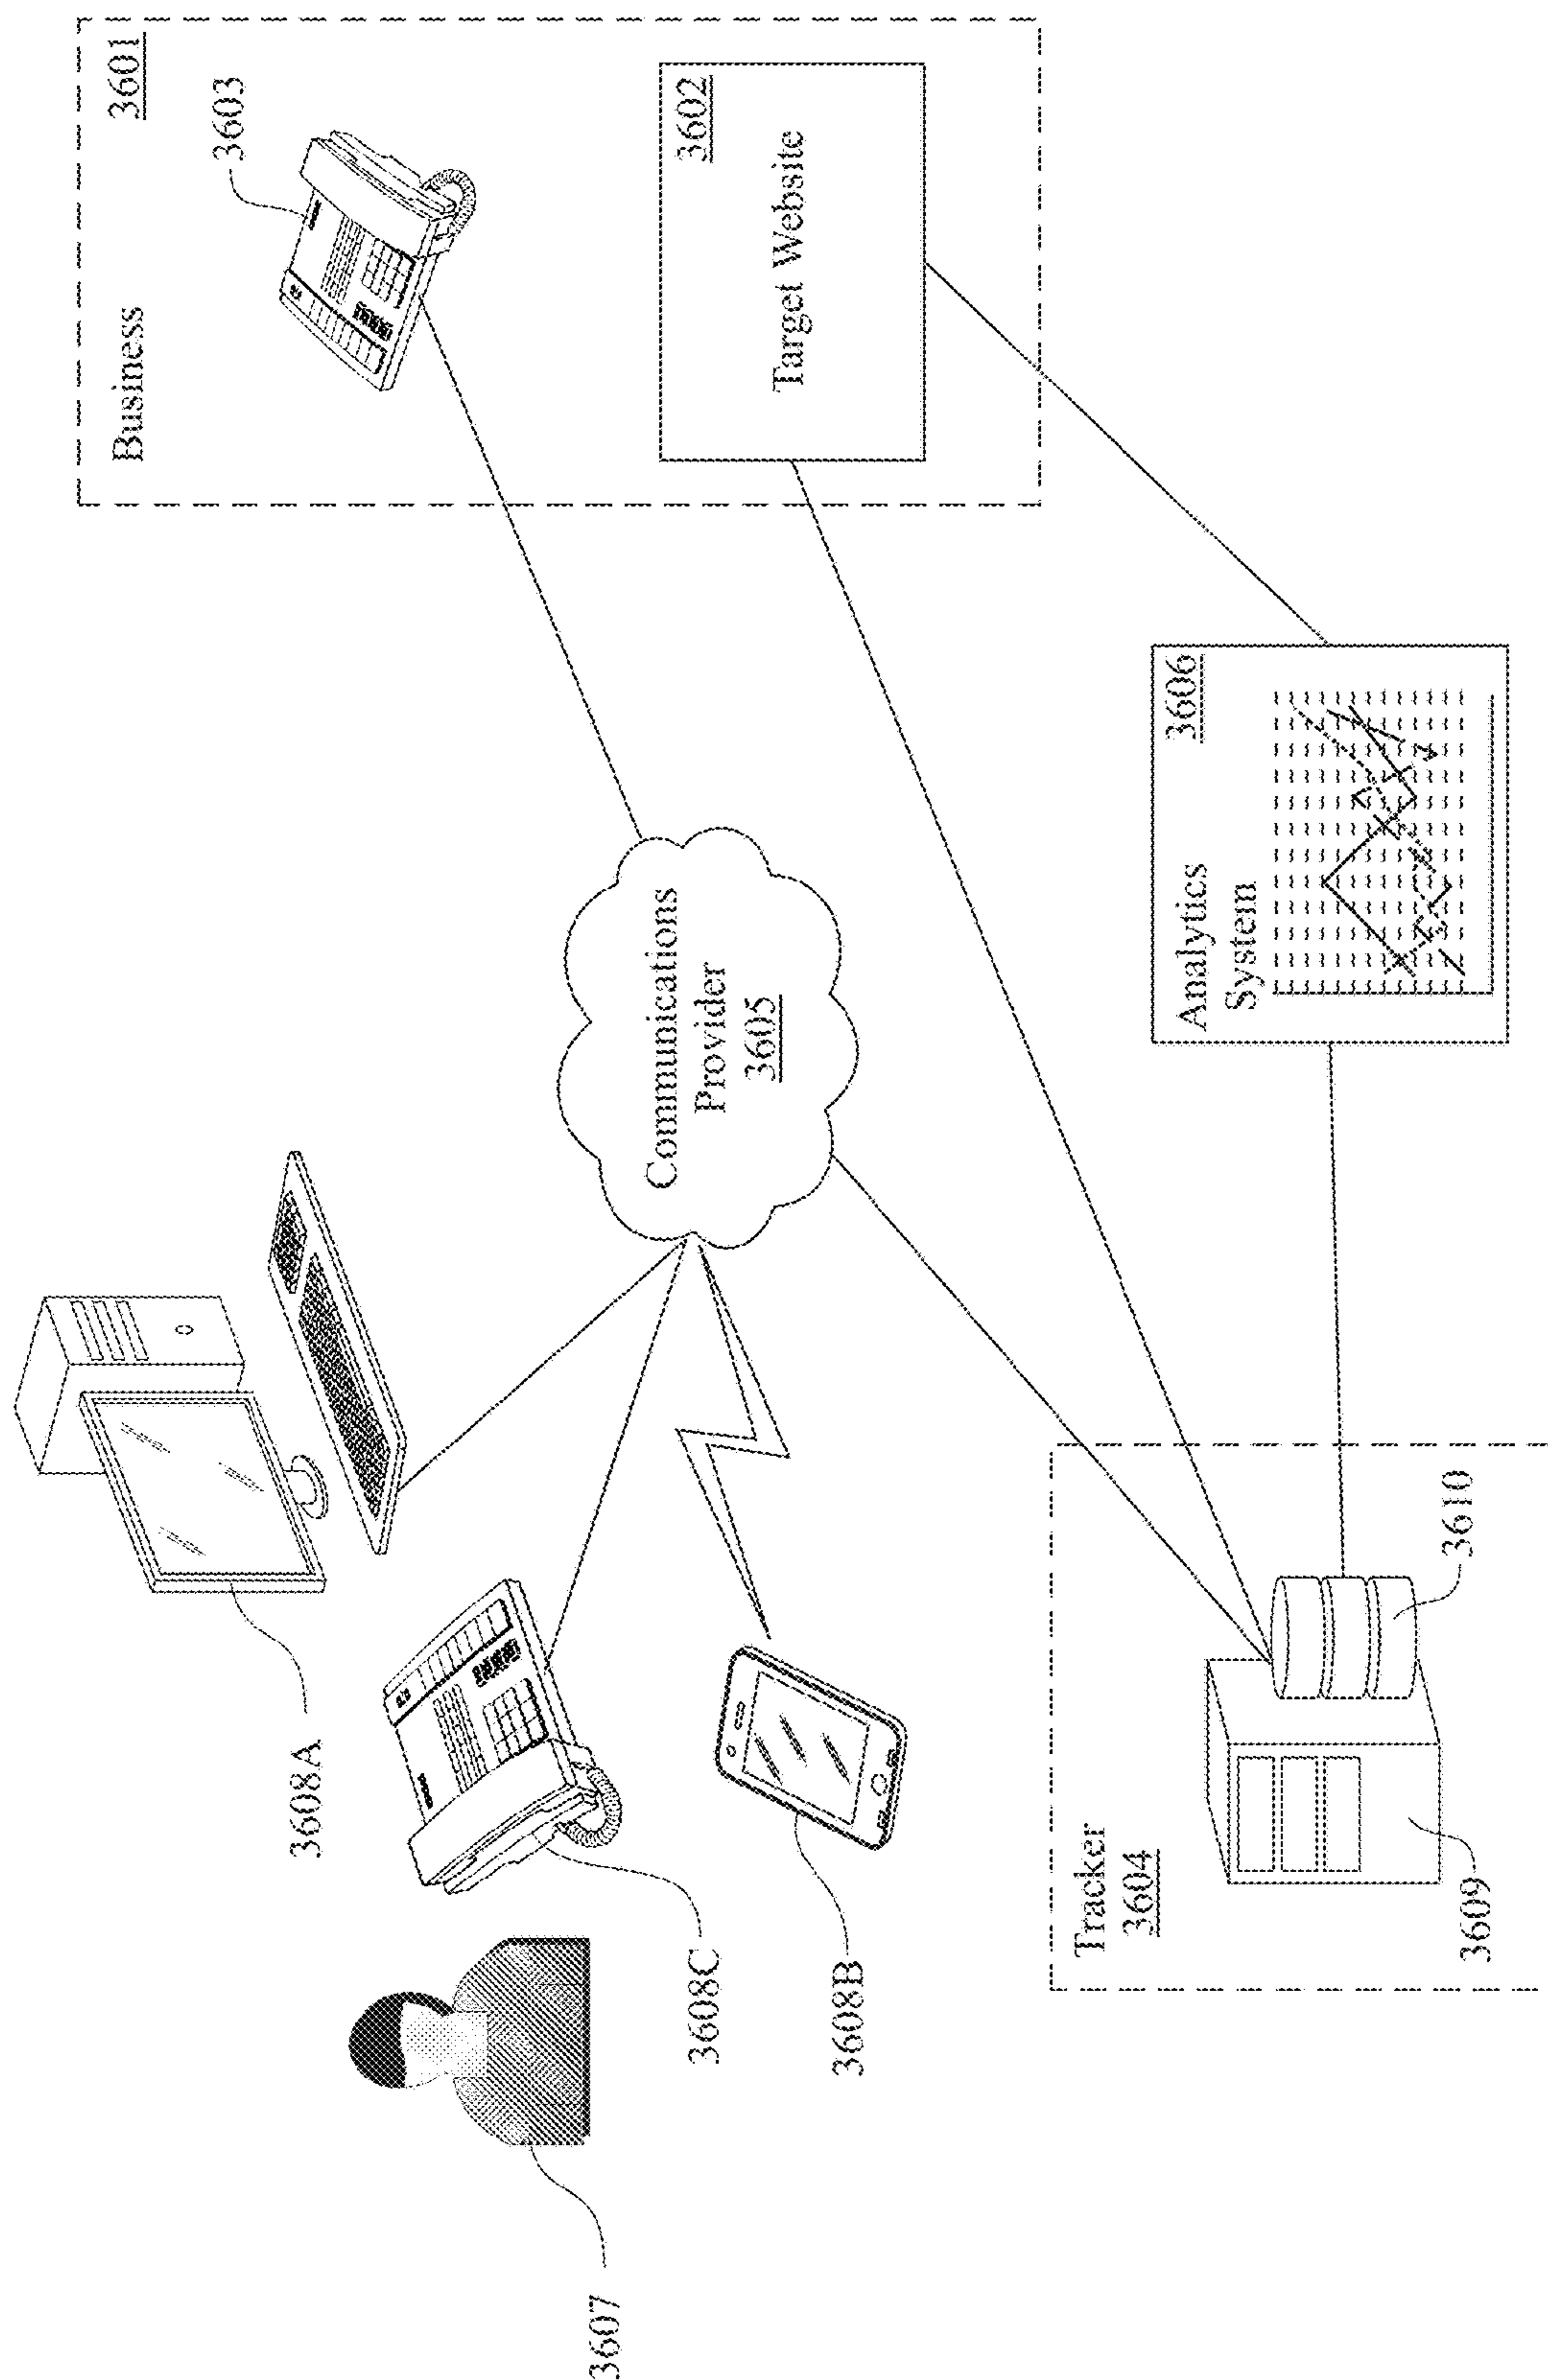 3607
3608A
3608C
3608B
Communications
Provider
3605
Business
3601
3603
3602
Target Website
Tracker
3604
3609
3610
Analytics
System
3606